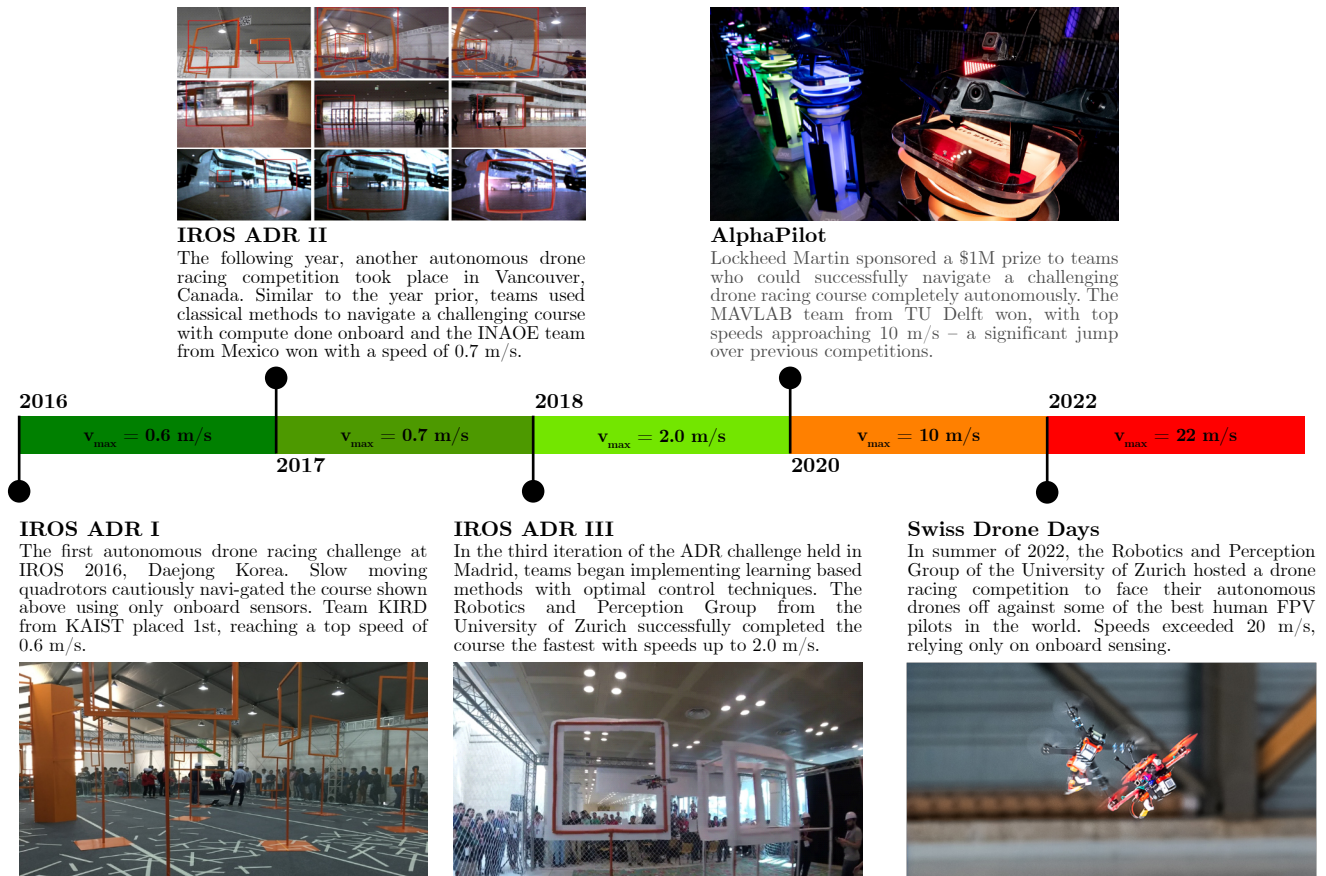 IROS ADR II
The following year, another autonomous drone
racing competition took place in Vancouver,
Canada. Similar to the year prior, teams used
classical methods to navigate a challenging course
with compute done onboard and the INAOE team
from Mexico won with a speed of 0.7 m/s.
AlphaPilot
Lockheed Martin sponsored a $1M prize to teams
who could successfully navigate a challenging
drone racing course completely autonomously. The
MAVLAB team from TU Delft won, with top
speeds approaching 10 m/s – a significant jump
over previous competitions.
2016
2018
2022
v_max = 0.6 m/s
v_max = 0.7 m/s
v_max = 2.0 m/s
v_max = 10 m/s
v_max = 22 m/s
2017
2020
IROS ADR I
The first autonomous drone racing challenge at
IROS 2016, Daejong Korea. Slow moving
quadrotors cautiously navi-gated the course shown
above using only onboard sensors. Team KIRD
from KAIST placed 1st, reaching a top speed of
0.6 m/s.
IROS ADR III
In the third iteration of the ADR challenge held in
Madrid, teams began implementing learning based
methods with optimal control techniques. The
Robotics and Perception Group from the
University of Zurich successfully completed the
course the fastest with speeds up to 2.0 m/s.
Swiss Drone Days
In summer of 2022, the Robotics and Perception
Group of the University of Zurich hosted a drone
racing competition to face their autonomous
drones off against some of the best human FPV
pilots in the world. Speeds exceeded 20 m/s,
relying only on onboard sensing.